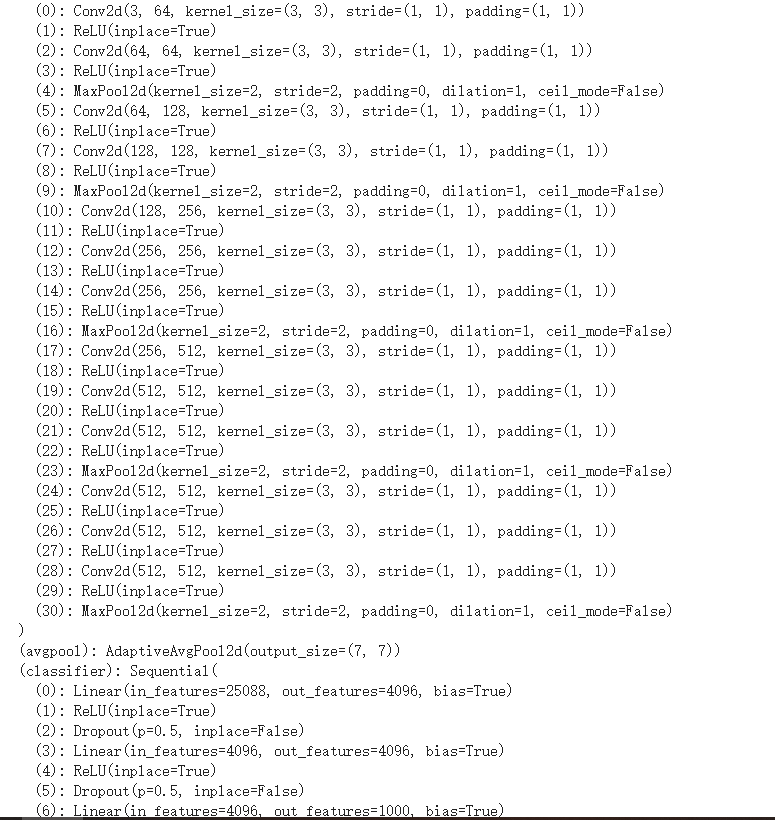 (0): Conv2d(3, 64, kernel_size=(3, 3), stride=(1, 1), padding=(1, 1))
(1): ReLU(inplace=True)
(2): Conv2d(64, 64, kernel_size=(3, 3), stride=(1, 1), padding=(1, 1))
(3): ReLU(inplace=True)
(4): MaxPool2d(kernel_size=2, stride=2, padding=0, dilation=1, ceil_mode=False)
(5): Conv2d(64, 128, kernel_size=(3, 3), stride=(1, 1), padding=(1, 1))
(6): ReLU(inplace=True)
(7): Conv2d(128, 128, kernel_size=(3, 3), stride=(1, 1), padding=(1, 1))
(8): ReLU(inplace=True)
(9): MaxPool2d(kernel_size=2, stride=2, padding=0, dilation=1, ceil_mode=False)
(10): Conv2d(128, 256, kernel_size=(3, 3), stride=(1, 1), padding=(1, 1))
(11): ReLU(inplace=True)
(12): Conv2d(256, 256, kernel_size=(3, 3), stride=(1, 1), padding=(1, 1))
(13): ReLU(inplace=True)
(14): Conv2d(256, 256, kernel_size=(3, 3), stride=(1, 1), padding=(1, 1))
(15): ReLU(inplace=True)
(16): MaxPool2d(kernel_size=2, stride=2, padding=0, dilation=1, ceil_mode=False)
(17): Conv2d(256, 512, kernel_size=(3, 3), stride=(1, 1), padding=(1, 1))
(18): ReLU(inplace=True)
(19): Conv2d(512, 512, kernel_size=(3, 3), stride=(1, 1), padding=(1, 1))
(20): ReLU(inplace=True)
(21): Conv2d(512, 512, kernel_size=(3, 3), stride=(1, 1), padding=(1, 1))
(22): ReLU(inplace=True)
(23): MaxPool2d(kernel_size=2, stride=2, padding=0, dilation=1, ceil_mode=False)
(24): Conv2d(512, 512, kernel_size=(3, 3), stride=(1, 1), padding=(1, 1))
(25): ReLU(inplace=True)
(26): Conv2d(512, 512, kernel_size=(3, 3), stride=(1, 1), padding=(1, 1))
(27): ReLU(inplace=True)
(28): Conv2d(512, 512, kernel_size=(3, 3), stride=(1, 1), padding=(1, 1))
(29): ReLU(inplace=True)
(30): MaxPool2d(kernel_size=2, stride=2, padding=0, dilation=1, ceil_mode=False)
)
(avgpool): AdaptiveAvgPool2d(output_size=(7, 7))
(classifier): Sequential(
(0): Linear(in_features=25088, out_features=4096, bias=True)
(1): ReLU(inplace=True)
(2): Dropout(p=0.5, inplace=False)
(3): Linear(in_features=4096, out_features=4096, bias=True)
(4): ReLU(inplace=True)
(5): Dropout(p=0.5, inplace=False)
(6): Linear(in_features=4096, out_features=1000, bias=True)